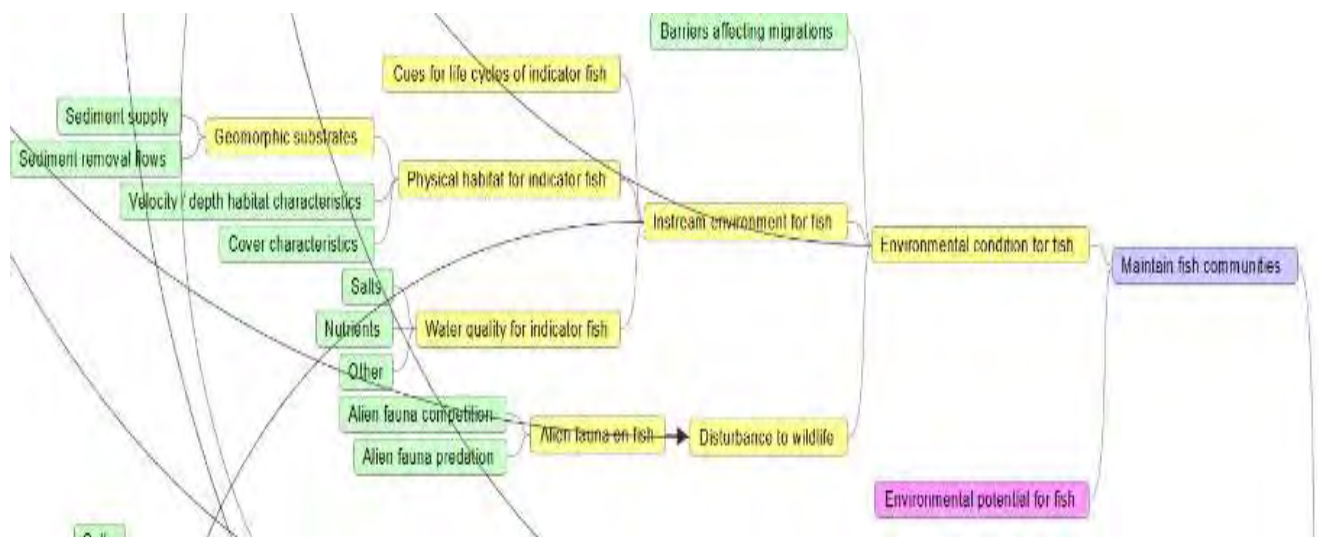 Barriers affecting migrations
Cues for life cycles of indicator fish
Sediment supply
Geomorphic substrates
Sediment removal flows
Physical habitat for indicator fish
Velocity / depth habitat characteristics
Cover characteristics
Instream environment for fish
Environmental condition for fish
Maintain fish communities
Salts
Nutrients
Water quality for indicator fish
Other
Alien fauna competition
Alien fauna on fish
Disturbance to wildlife
Alien fauna predation
Environmental potential for fish